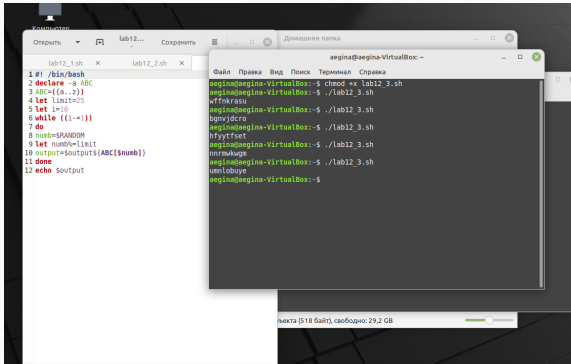 Компьютер
Открыть
lab12...
Сохранить
Домашняя папка
lab12_1.sh × lab12_2.sh ×
1 #! /bin/bash
2 declare -a ABC
3 ABC=({a..z})
4 let limit=25
5 let i=10
6 while ((i-=1))
7 do
8 numb=$RANDOM
9 let numb%=limit
10 output=$output${ABC[$numb]}
11 done
12 echo $output
aegina@aegina-VirtualBox: ~
Файл Правка Вид Поиск Терминал Справка
aegina@aegina-VirtualBox:~$ chmod +x lab12_3.sh
aegina@aegina-VirtualBox:~$ ./lab12_3.sh
wffnkrasu
aegina@aegina-VirtualBox:~$ ./lab12_3.sh
bgnvjdcro
aegina@aegina-VirtualBox:~$ ./lab12_3.sh
hfyytfset
aegina@aegina-VirtualBox:~$ ./lab12_3.sh
nnrmwkwgm
aegina@aegina-VirtualBox:~$ ./lab12_3.sh
umnlobuye
aegina@aegina-VirtualBox:~$
ъекта (518 байт), свободно: 29,2 GB